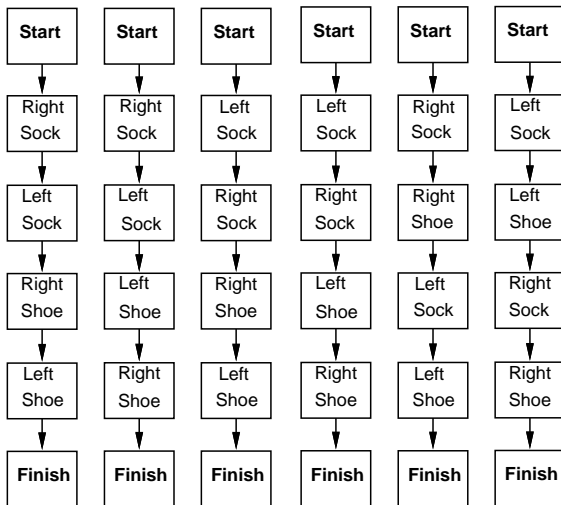 Start Start Start Start Start Start
Right Right Left Left Right Left
Sock Sock Sock Sock Sock Sock
Left Left Right Right Right Left
Sock Sock Sock Sock Shoe Shoe
Right Left Right Left Left Right
Shoe Shoe Shoe Shoe Sock Sock
Left Right Left Right Left Right
Shoe Shoe Shoe Shoe Shoe Shoe
Finish Finish Finish Finish Finish Finish